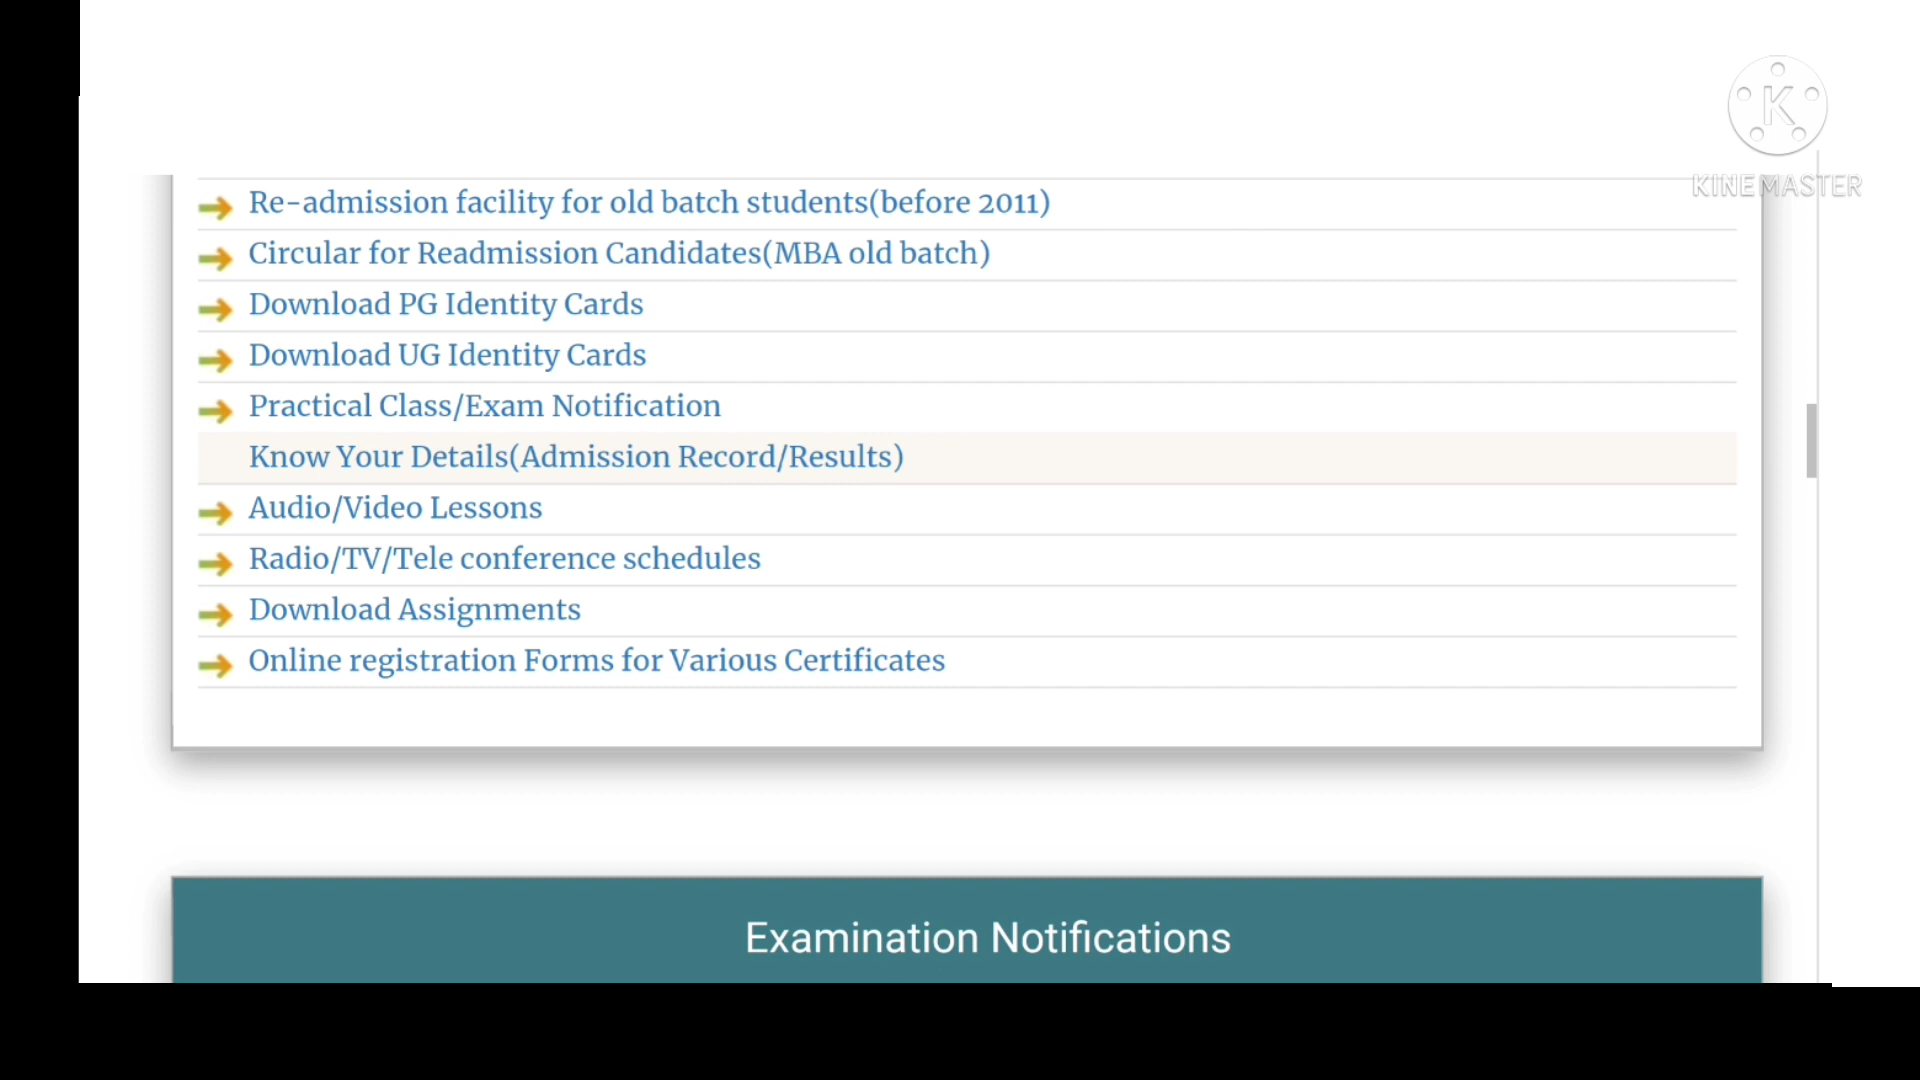 K
KINEMASTER
Re-admission facility for old batch students(before 2011)
Circular for Readmission Candidates(MBA old batch)
Download PG Identity Cards
Download UG Identity Cards
Practical Class/Exam Notification
Know Your Details(Admission Record/Results)
Audio/Video Lessons
Radio/TV/Tele conference schedules
Download Assignments
Online registration Forms for Various Certificates
Examination Notifications